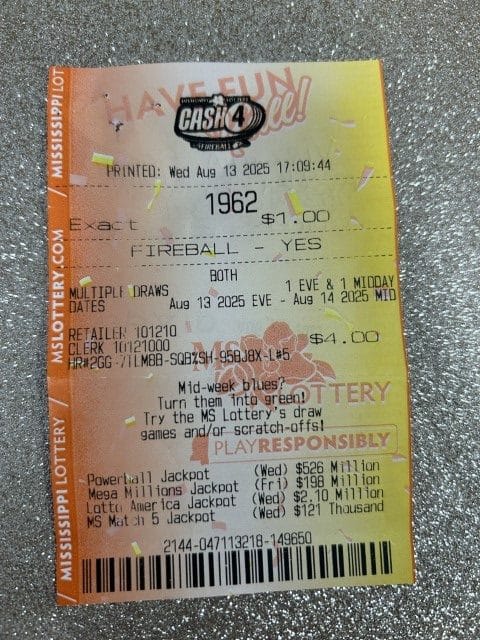 HAVE FUN
CASH 4
FIREBALL
PRINTED: Wed Aug 13 2025 17:09:44
1962
Exact $1.00
FIREBALL - YES
BOTH
MULTIPLE DRAWS 1 EVE & 1 MIDDAY
DATES Aug 13 2025 EVE - Aug 14 2025 MID
RETAILER 101210 $4.00
CLERK 10121000
MS LOTTERY
Mid-week blues?
Turn them into green!
Try the MS Lottery's draw
games and/or scratch-offs!
PLAY RESPONSIBLY
Powerball Jackpot (Wed) $526 Million
Mega Millions Jackpot (Fri) $198 Million
Lotto America Jackpot (Wed) $2.10 Million
MS Match 5 Jackpot (Wed) $121 Thousand
2144-047113218-149650
MISSISSIPPI LOT
MSLOTTERY.COM
MISSISSIPPI LOTTERY